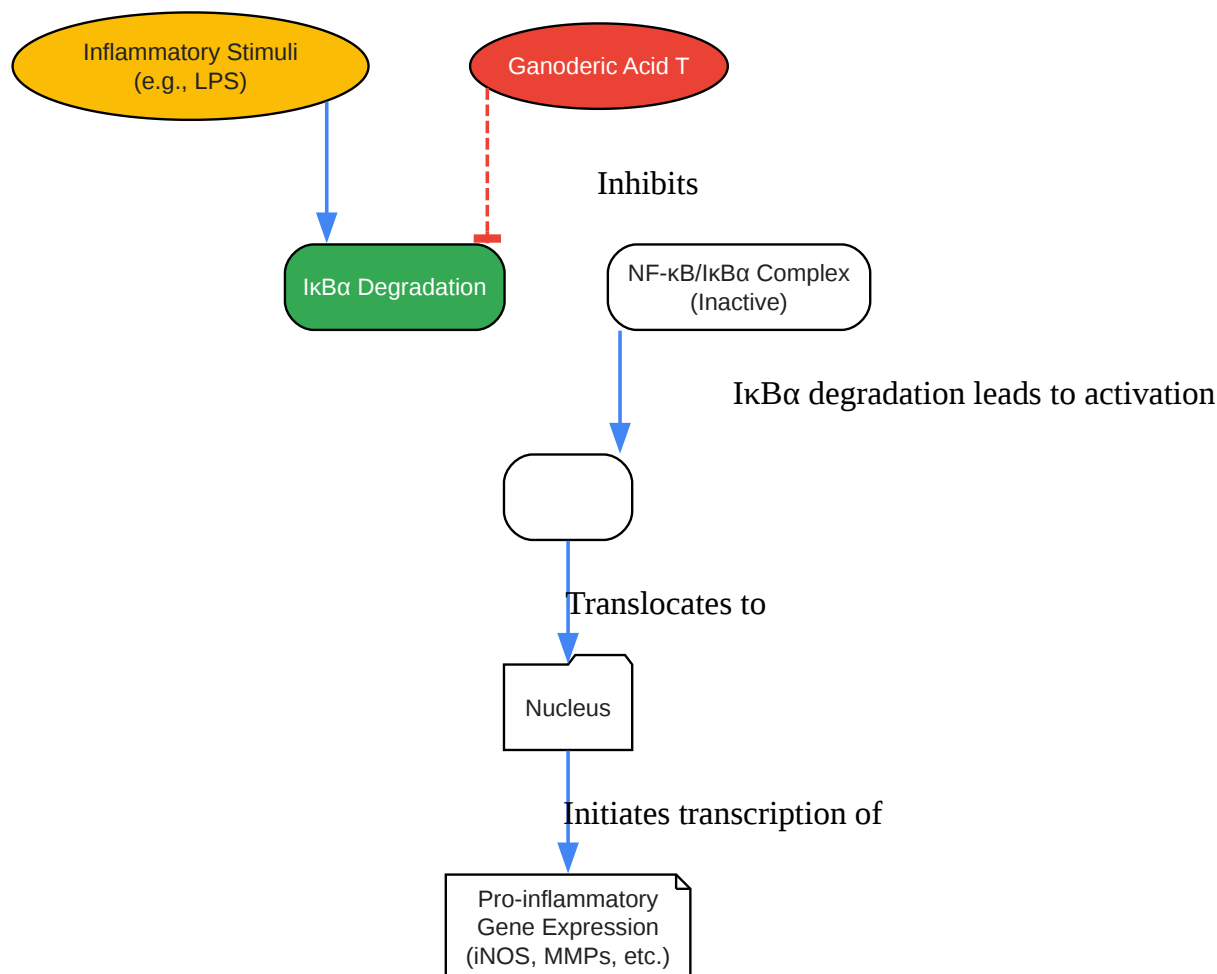 Inflammatory Stimuli
(e.g., LPS)
Ganoderic Acid T
Inhibits
IκBα Degradation
NF-κB/IκBα Complex
(Inactive)
IκBα degradation leads to activation
Translocates to
Nucleus
Initiates transcription of
Pro-inflammatory
Gene Expression
(iNOS, MMPs, etc.)